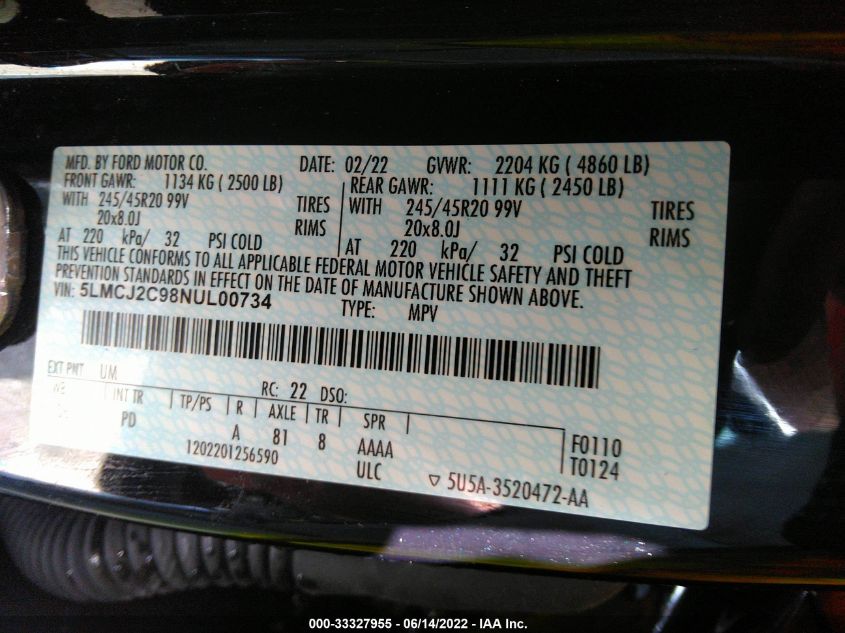 MFD. BY FORD MOTOR CO. DATE: 02/22 GVWR: 2204 KG ( 4860 LB)
FRONT GAWR: 1134 KG ( 2500 LB) REAR GAWR: 1111 KG ( 2450 LB)
WITH 245/45R20 99V TIRES WITH 245/45R20 99V TIRES
20x8.0J RIMS 20x8.0J RIMS
AT 220 kPa/ 32 PSI COLD AT 220 kPa/ 32 PSI COLD
THIS VEHICLE CONFORMS TO ALL APPLICABLE FEDERAL MOTOR VEHICLE SAFETY AND THEFT
PREVENTION STANDARDS IN EFFECT ON THE DATE OF MANUFACTURE SHOWN ABOVE.
VIN: 5LMCJ2C98NUL00734 TYPE: MPV
EXT PNT UM RC: 22 DSO:
WB INT TR TP/PS R AXLE TR SPR
PD A 81 8 AAAA F0110
1202201256590 ULC T0124
▽ 5U5A-3520472-AA
000-33327955 - 06/14/2022 - IAA Inc.